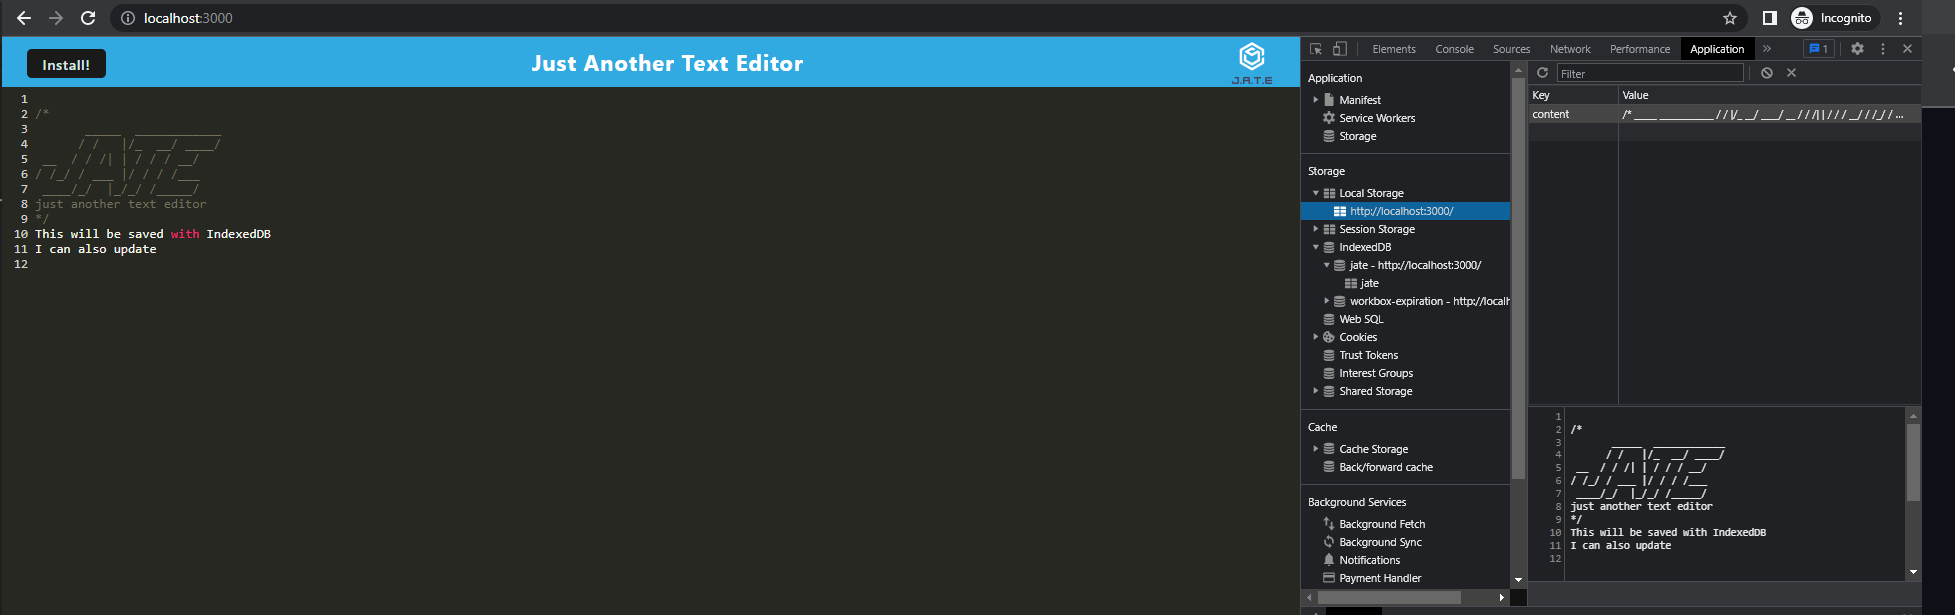 localhost:3000
Incognito
Install!
Just Another Text Editor
J.A.T.E
1
2 /*
3        _____  ____________
4       / /   |/_  __/ ____/
5  __  / / /| | / / / __/
6 / /_/ / ___ |/ / / /___
7  ____/_/  |_/_/ /_____/
8 just another text editor
9 */
10 This will be saved with IndexedDB
11 I can also update
12
Elements Console Sources Network Performance Application » 1
Application
Manifest
Service Workers
Storage
Storage
Local Storage
http://localhost:3000/
Session Storage
IndexedDB
jate - http://localhost:3000/
jate
workbox-expiration - http://localh
Web SQL
Cookies
Trust Tokens
Interest Groups
Shared Storage
Cache
Cache Storage
Back/forward cache
Background Services
Background Fetch
Background Sync
Notifications
Payment Handler
Filter
Key Value
content /* _____ ____________ / / |/_ __/ ____/ __ / / /| | / / / __/ / /_/ / ...
1
2 /*
3        _____  ____________
4       / /   |/_  __/ ____/
5  __  / / /| | / / / __/
6 / /_/ / ___ |/ / / /___
7  ____/_/  |_/_/ /_____/
8 just another text editor
9 */
10 This will be saved with IndexedDB
11 I can also update
12